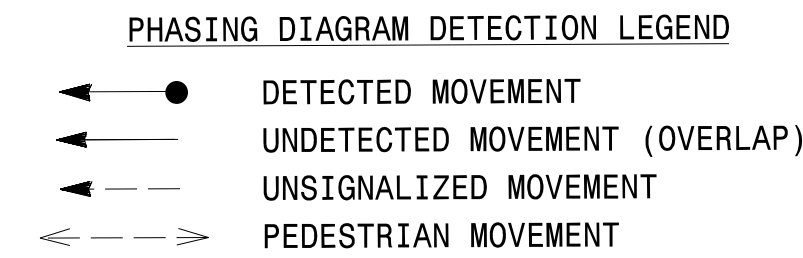 PHASING DIAGRAM DETECTION LEGEND
DETECTED MOVEMENT
UNDETECTED MOVEMENT (OVERLAP)
UNSIGNALIZED MOVEMENT
PEDESTRIAN MOVEMENT